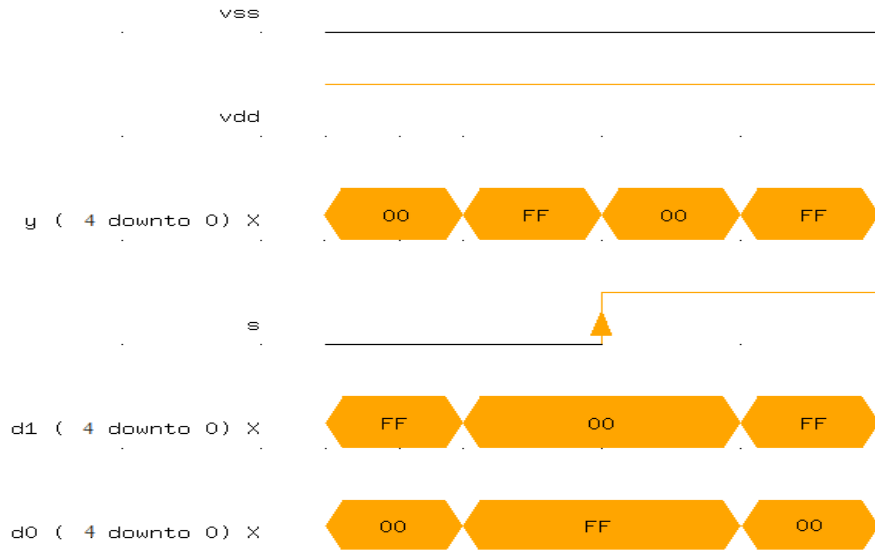 vss
vdd
y ( 4 downto 0) X 00 FF 00 FF
s
d1 ( 4 downto 0) X FF 00 FF
d0 ( 4 downto 0) X 00 FF 00